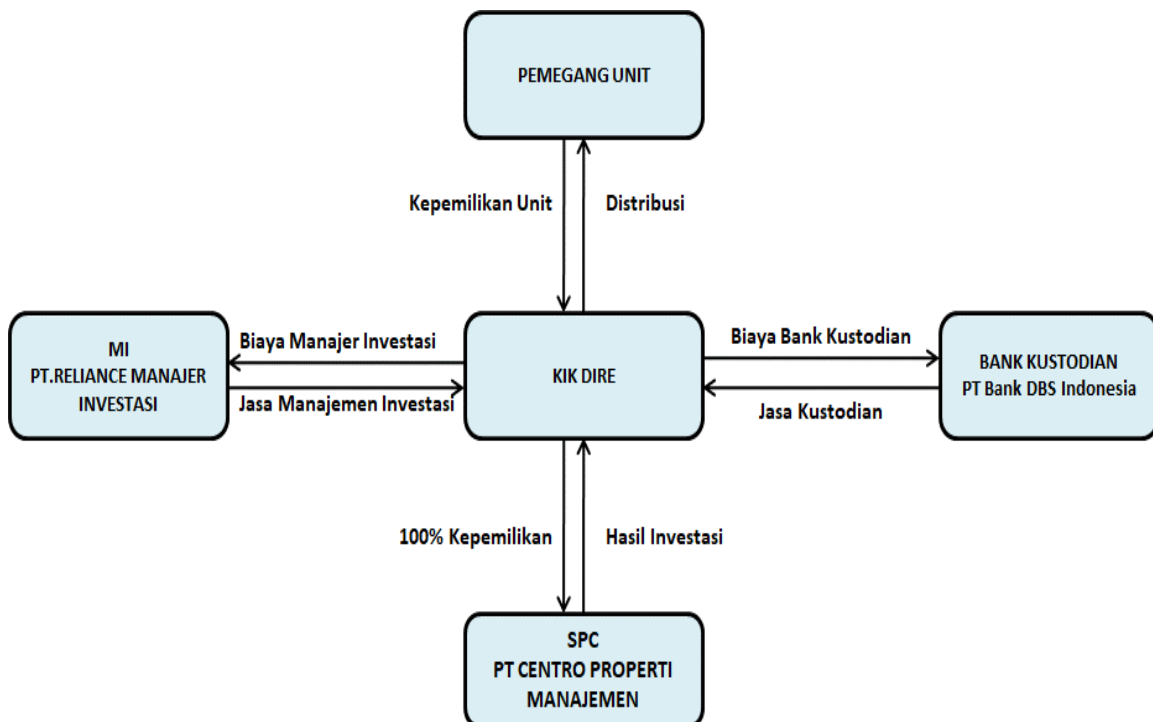 PEMEGANG UNIT
Kepemilikan Unit
Distribusi
MI
PT.RELIANCE MANAJER
INVESTASI
Biaya Manajer Investasi
Jasa Manajemen Investasi
KIK DIRE
Biaya Bank Kustodian
Jasa Kustodian
BANK KUSTODIAN
PT Bank DBS Indonesia
100% Kepemilikan
Hasil Investasi
SPC
PT CENTRO PROPERTI
MANAJEMEN